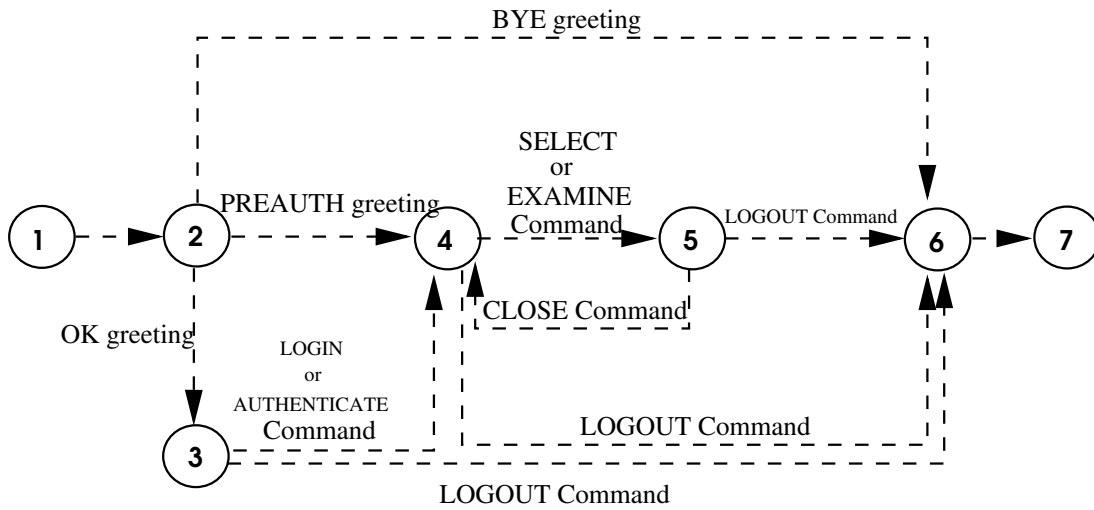 BYE greeting
SELECT
or
EXAMINE
Command
PREAUTH greeting
LOGOUT Command
1
2
4
5
6
7
CLOSE Command
OK greeting
LOGIN
or
AUTHENTICATE
Command
LOGOUT Command
3
LOGOUT Command